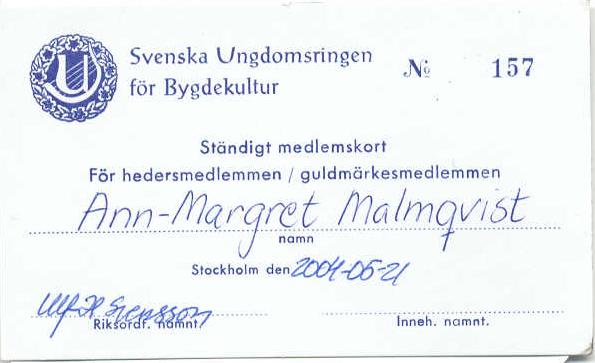 Svenska Ungdomsringen
för Bygdekultur
№ 157
Ständigt medlemskort
För hedersmedlemmen / guldmärkesmedlemmen
Ann-Margret Malmqvist
namn
Stockholm den 2004-05-21
Ulf H Svensson
Riksordf. namnt.
Inneh. namnt.